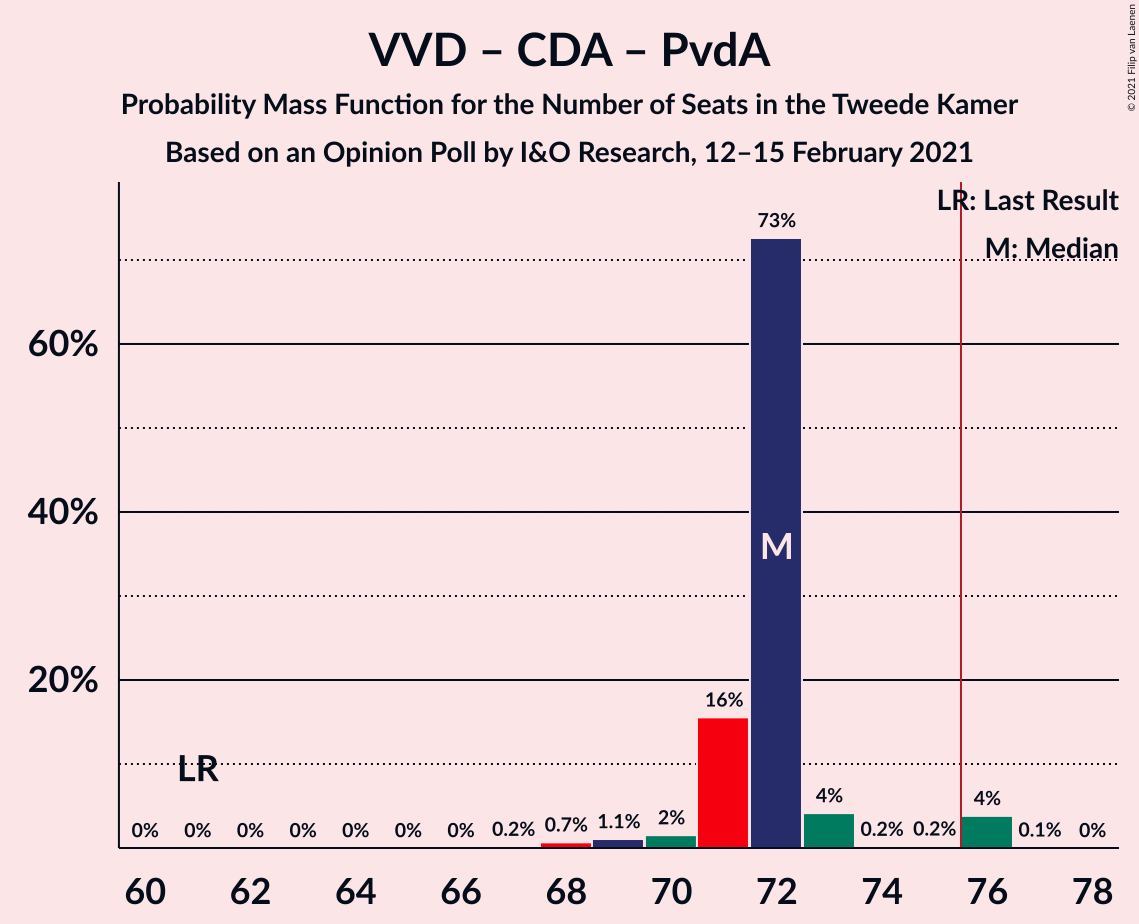 VVD – CDA – PvdA
Probability Mass Function for the Number of Seats in the Tweede Kamer
Based on an Opinion Poll by I&O Research, 12–15 February 2021
© 2021 Filip van Laenen
LR: Last Result
M: Median
60%
40%
20%
73%
M
16%
LR
0% 0% 0% 0% 0% 0% 0% 0.2% 0.7% 1.1% 2% 4% 0.2% 0.2% 4% 0.1% 0%
60 62 64 66 68 70 72 74 76 78